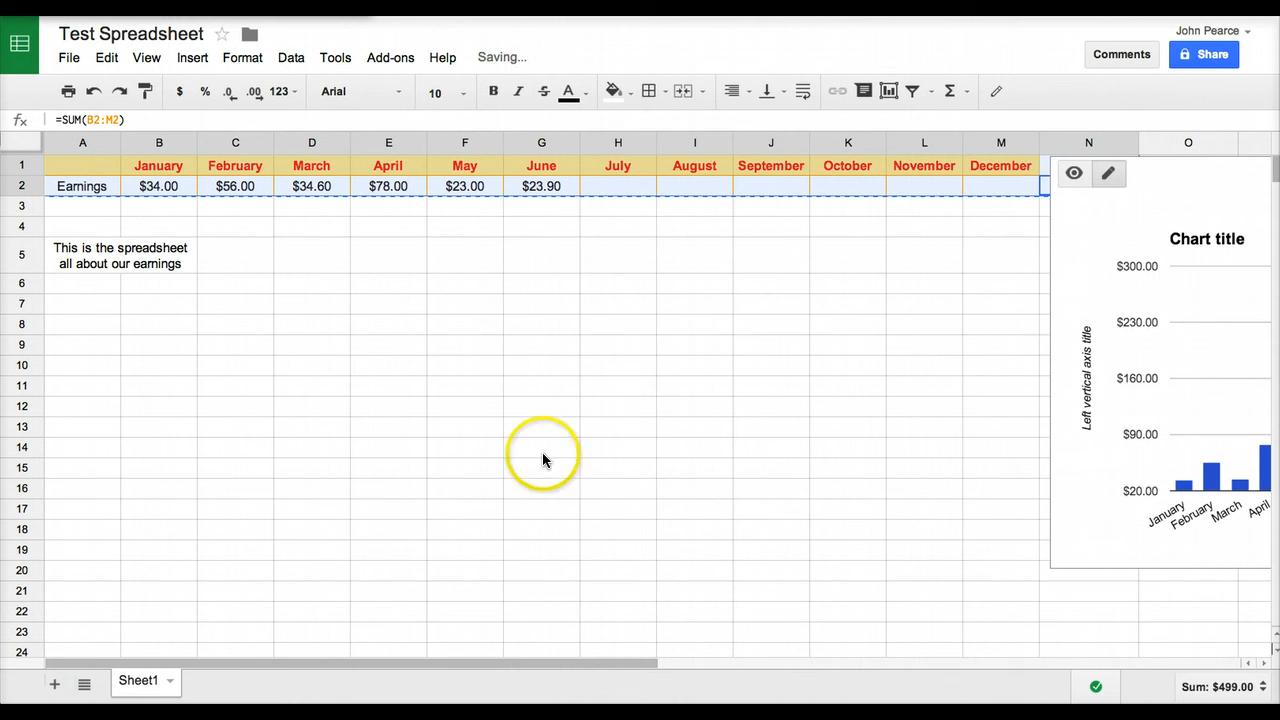 Test Spreadsheet
John Pearce
File Edit View Insert Format Data Tools Add-ons Help Saving...
Comments Share
$ % .0 .00 123 Arial 10 B I S A Σ
fx =SUM(B2:M2)
A B C D E F G H I J K L M N O
1 January February March April May June July August September October November December
2 Earnings $34.00 $56.00 $34.60 $78.00 $23.00 $23.90
3
4
5 This is the spreadsheet
all about our earnings
6
7
8
9
10
11
12
13
14
15
16
17
18
19
20
21
22
23
24
Chart title
$300.00
$230.00
$160.00
$90.00
$20.00
Left vertical axis title
January February March April
Sheet1
Sum: $499.00